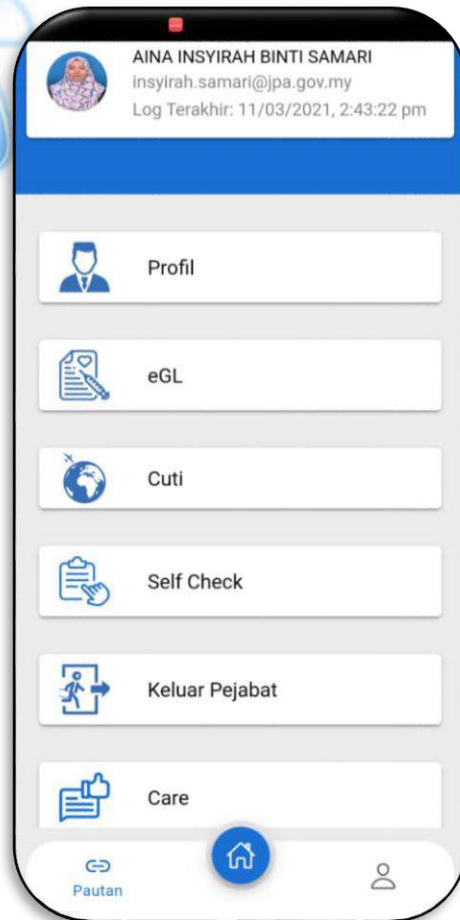 AINA INSYIRAH BINTI SAMARI
insyirah.samari@jpa.gov.my
Log Terakhir: 11/03/2021, 2:43:22 pm
Profil
eGL
Cuti
Self Check
Keluar Pejabat
Care
Pautan